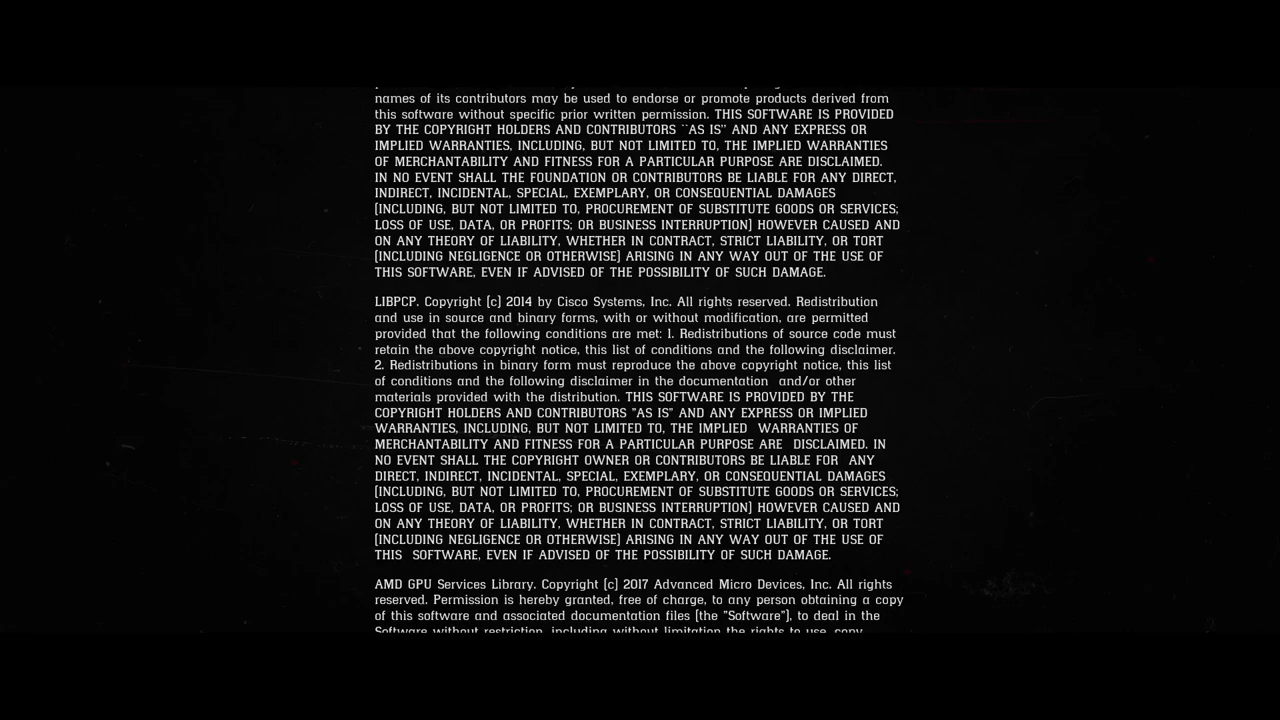 names of its contributors may be used to endorse or promote products derived from
this software without specific prior written permission. THIS SOFTWARE IS PROVIDED
BY THE COPYRIGHT HOLDERS AND CONTRIBUTORS ``AS IS'' AND ANY EXPRESS OR
IMPLIED WARRANTIES, INCLUDING, BUT NOT LIMITED TO, THE IMPLIED WARRANTIES
OF MERCHANTABILITY AND FITNESS FOR A PARTICULAR PURPOSE ARE DISCLAIMED.
IN NO EVENT SHALL THE FOUNDATION OR CONTRIBUTORS BE LIABLE FOR ANY DIRECT,
INDIRECT, INCIDENTAL, SPECIAL, EXEMPLARY, OR CONSEQUENTIAL DAMAGES
(INCLUDING, BUT NOT LIMITED TO, PROCUREMENT OF SUBSTITUTE GOODS OR SERVICES;
LOSS OF USE, DATA, OR PROFITS; OR BUSINESS INTERRUPTION) HOWEVER CAUSED AND
ON ANY THEORY OF LIABILITY, WHETHER IN CONTRACT, STRICT LIABILITY, OR TORT
(INCLUDING NEGLIGENCE OR OTHERWISE) ARISING IN ANY WAY OUT OF THE USE OF
THIS SOFTWARE, EVEN IF ADVISED OF THE POSSIBILITY OF SUCH DAMAGE.
LIBPCP. Copyright (c) 2014 by Cisco Systems, Inc. All rights reserved. Redistribution
and use in source and binary forms, with or without modification, are permitted
provided that the following conditions are met: 1. Redistributions of source code must
retain the above copyright notice, this list of conditions and the following disclaimer.
2. Redistributions in binary form must reproduce the above copyright notice, this list
of conditions and the following disclaimer in the documentation  and/or other
materials provided with the distribution. THIS SOFTWARE IS PROVIDED BY THE
COPYRIGHT HOLDERS AND CONTRIBUTORS "AS IS" AND ANY EXPRESS OR IMPLIED
WARRANTIES, INCLUDING, BUT NOT LIMITED TO, THE IMPLIED  WARRANTIES OF
MERCHANTABILITY AND FITNESS FOR A PARTICULAR PURPOSE ARE  DISCLAIMED. IN
NO EVENT SHALL THE COPYRIGHT OWNER OR CONTRIBUTORS BE LIABLE FOR  ANY
DIRECT, INDIRECT, INCIDENTAL, SPECIAL, EXEMPLARY, OR CONSEQUENTIAL DAMAGES
(INCLUDING, BUT NOT LIMITED TO, PROCUREMENT OF SUBSTITUTE GOODS OR SERVICES;
LOSS OF USE, DATA, OR PROFITS; OR BUSINESS INTERRUPTION) HOWEVER CAUSED AND
ON ANY THEORY OF LIABILITY, WHETHER IN CONTRACT, STRICT LIABILITY, OR TORT
(INCLUDING NEGLIGENCE OR OTHERWISE) ARISING IN ANY WAY OUT OF THE USE OF
THIS  SOFTWARE, EVEN IF ADVISED OF THE POSSIBILITY OF SUCH DAMAGE.
AMD GPU Services Library. Copyright (c) 2017 Advanced Micro Devices, Inc. All rights
reserved. Permission is hereby granted, free of charge, to any person obtaining a copy
of this software and associated documentation files (the "Software"), to deal in the
Software without restriction, including without limitation the rights to use, copy,